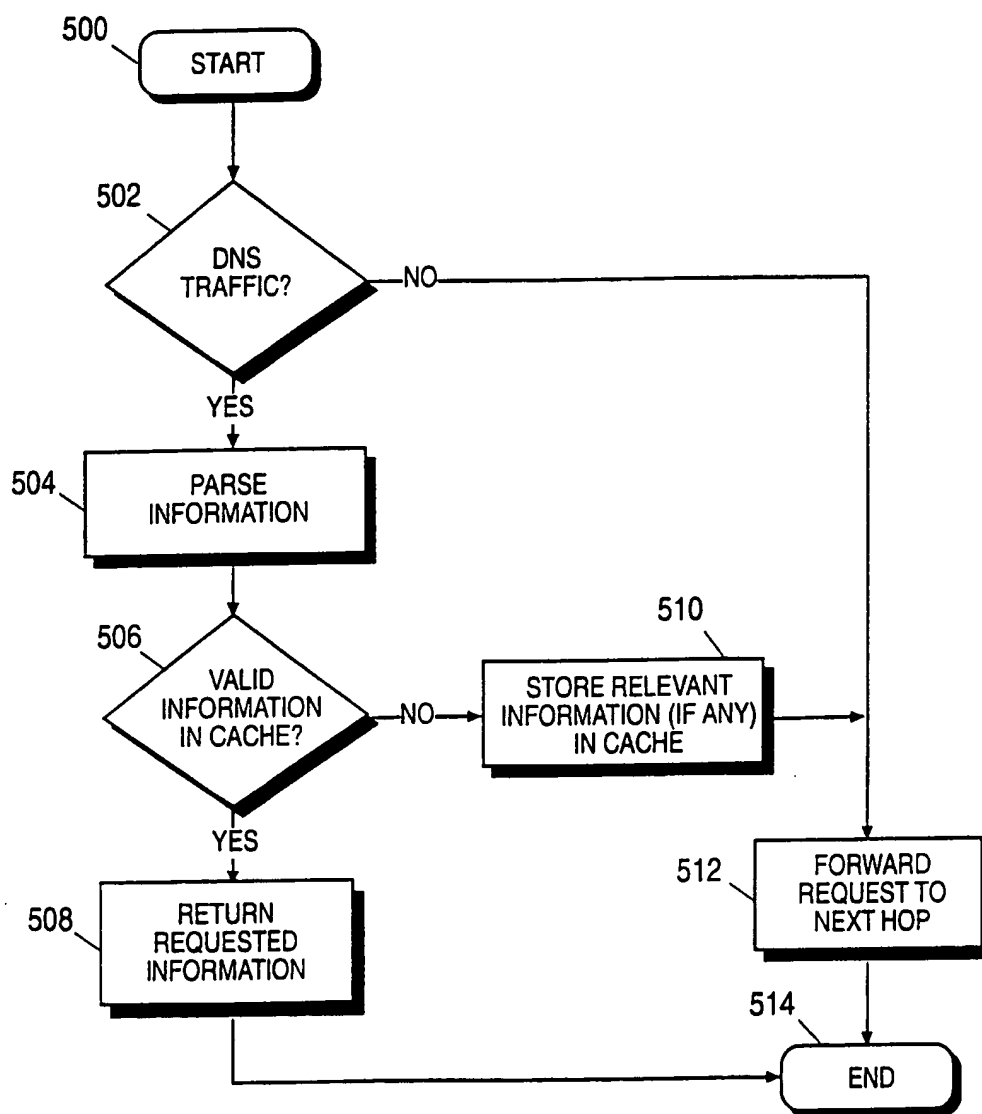 500
START
502
DNS
TRAFFIC?
NO
YES
504
PARSE
INFORMATION
506
VALID
INFORMATION
IN CACHE?
NO
510
STORE RELEVANT
INFORMATION (IF ANY)
IN CACHE
YES
508
RETURN
REQUESTED
INFORMATION
512
FORWARD
REQUEST TO
NEXT HOP
514
END